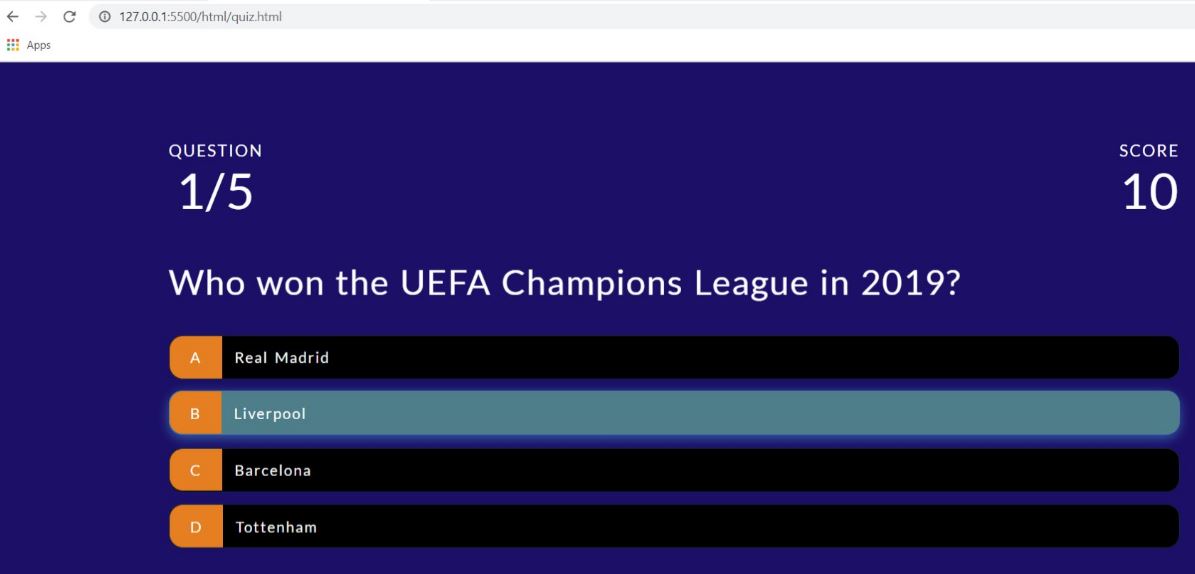 127.0.0.1:5500/html/quiz.html
Apps
QUESTION
1/5
SCORE
10
Who won the UEFA Champions League in 2019?
A Real Madrid
B Liverpool
C Barcelona
D Tottenham